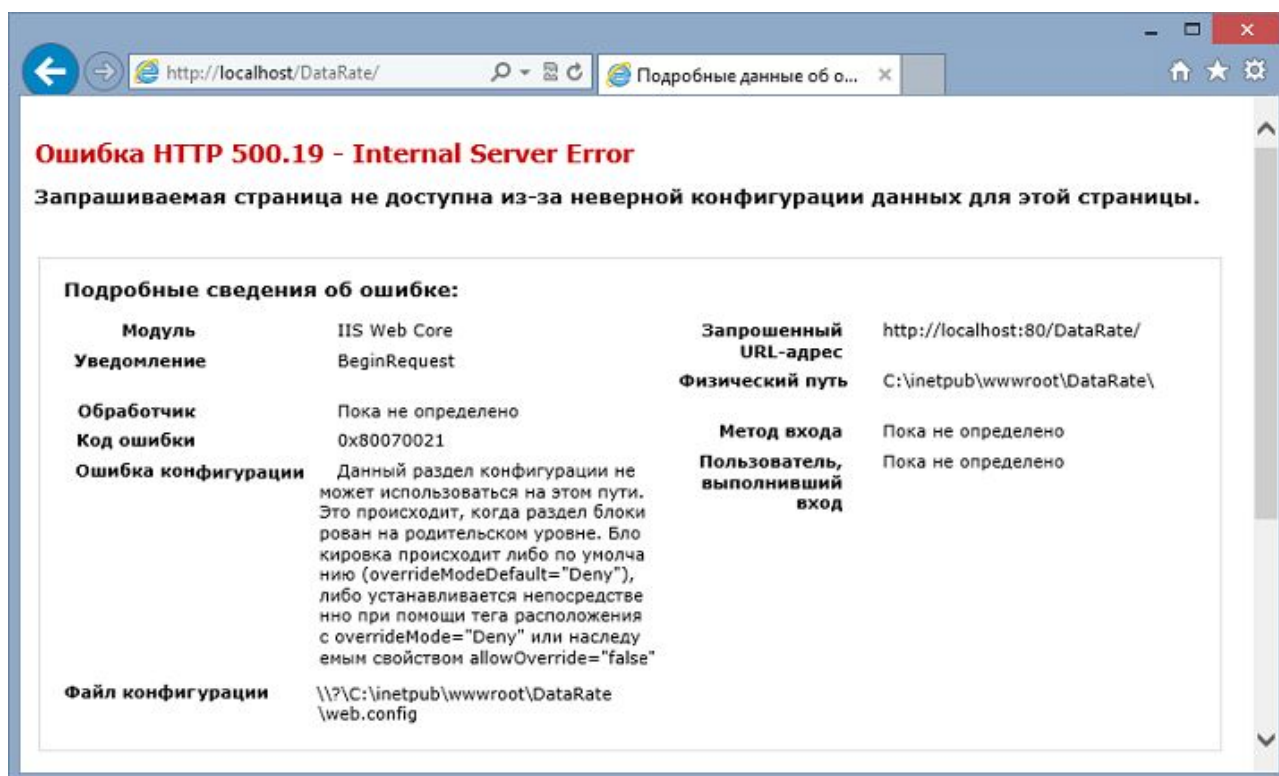 http://localhost/DataRate/
Подробные данные об о...
Ошибка HTTP 500.19 - Internal Server Error
Запрашиваемая страница не доступна из-за неверной конфигурации данных для этой страницы.
Подробные сведения об ошибке:
Модуль IIS Web Core
Уведомление BeginRequest
Обработчик Пока не определено
Код ошибки 0x80070021
Ошибка конфигурации Данный раздел конфигурации не
может использоваться на этом пути.
Это происходит, когда раздел блоки
рован на родительском уровне. Бло
кировка происходит либо по умолча
нию (overrideModeDefault="Deny"),
либо устанавливается непосредстве
нно при помощи тега расположения
с overrideMode="Deny" или наследу
емым свойством allowOverride="false"
Файл конфигурации \\?\C:\inetpub\wwwroot\DataRate
\web.config
Запрошенный http://localhost:80/DataRate/
URL-адрес
Физический путь C:\inetpub\wwwroot\DataRate\
Метод входа Пока не определено
Пользователь, Пока не определено
выполнивший
вход